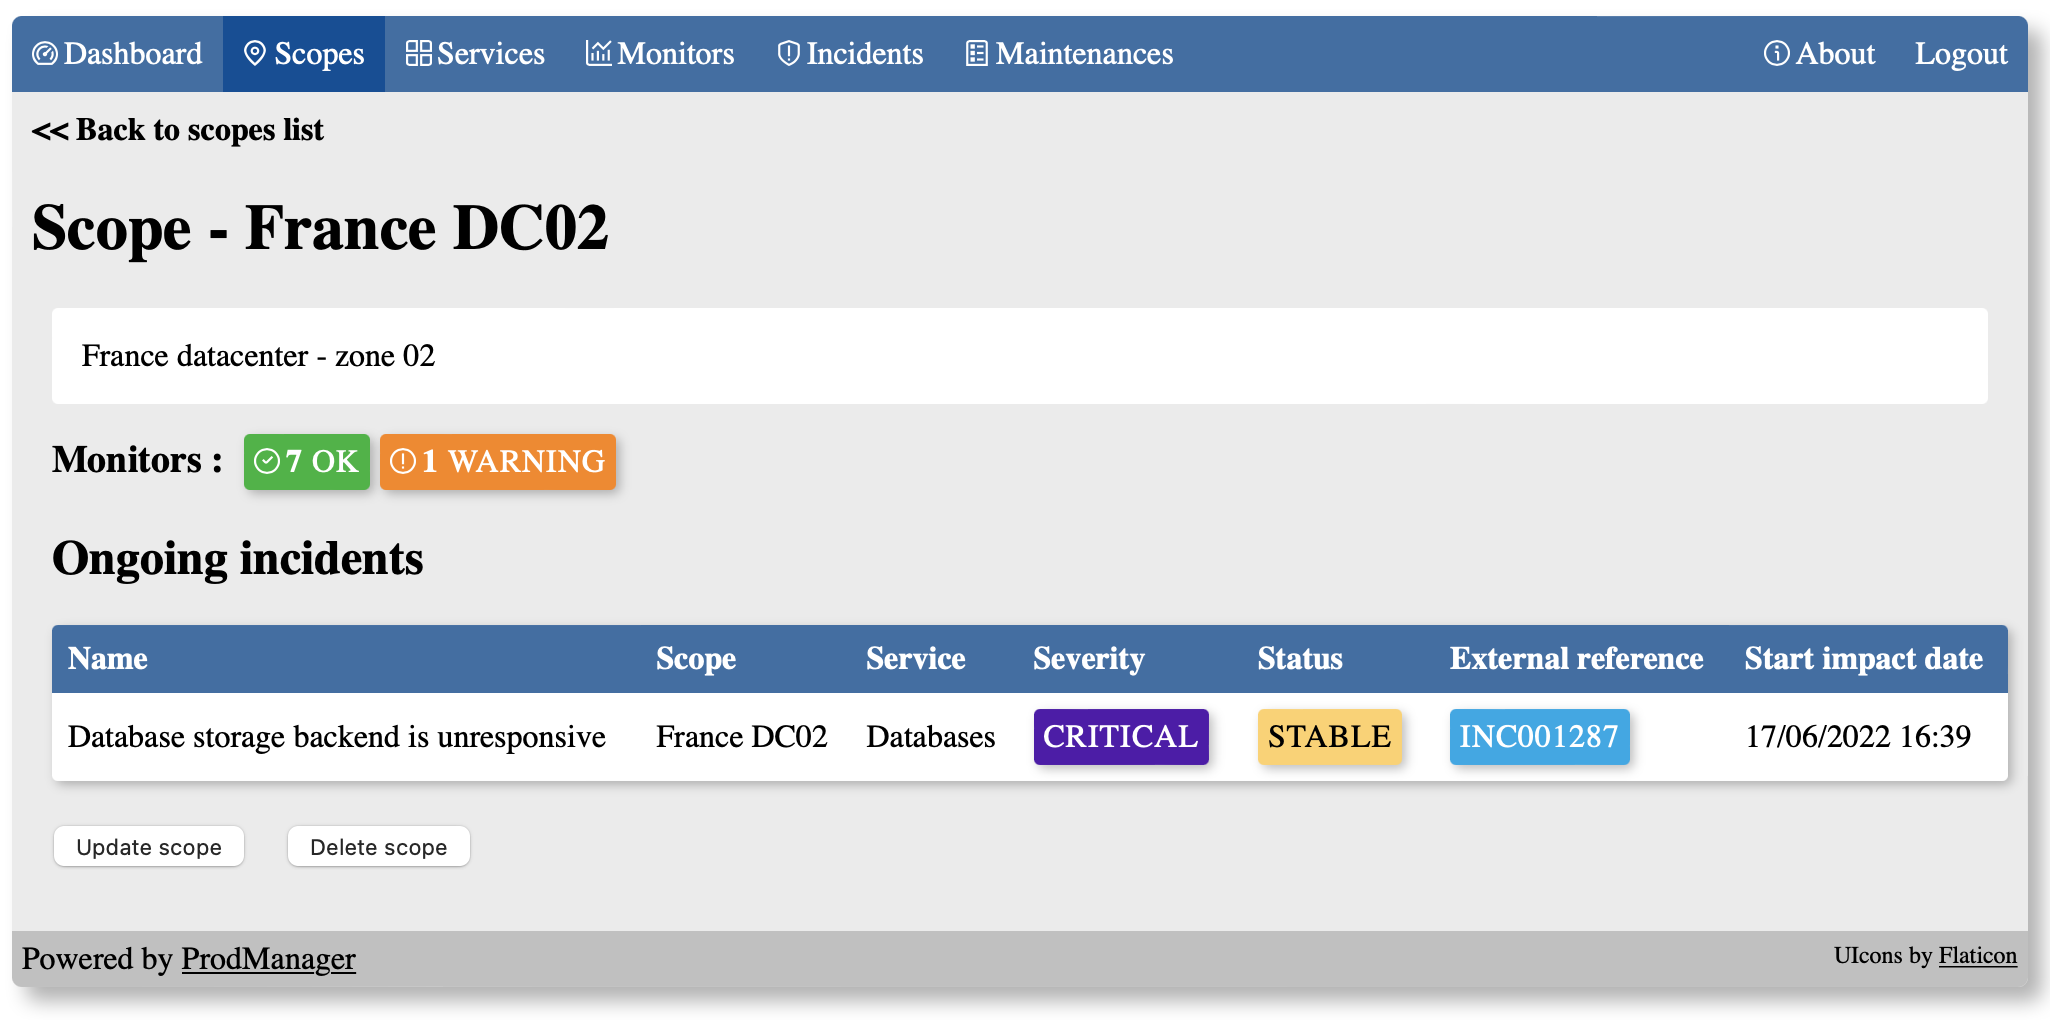 Dashboard Scopes Services Monitors Incidents Maintenances About Logout
<< Back to scopes list
Scope - France DC02
France datacenter - zone 02
Monitors : 7 OK 1 WARNING
Ongoing incidents
Name Scope Service Severity Status External reference Start impact date
Database storage backend is unresponsive France DC02 Databases CRITICAL STABLE INC001287 17/06/2022 16:39
Update scope Delete scope
Powered by ProdManager UIcons by Flaticon